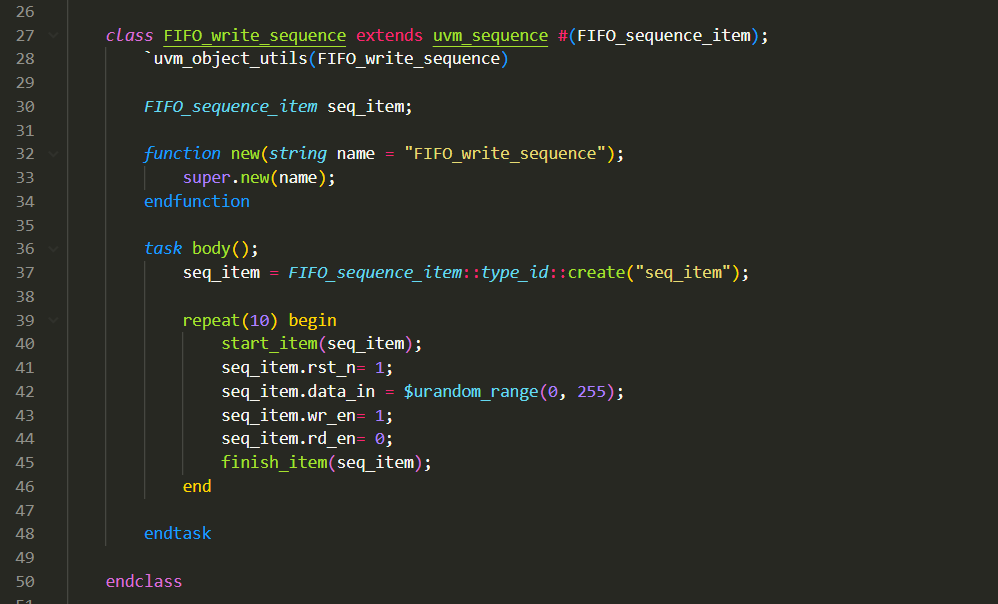 26
27 class FIFO_write_sequence extends uvm_sequence #(FIFO_sequence_item);
28 `uvm_object_utils(FIFO_write_sequence)
29
30 FIFO_sequence_item seq_item;
31
32 function new(string name = "FIFO_write_sequence");
33 super.new(name);
34 endfunction
35
36 task body();
37 seq_item = FIFO_sequence_item::type_id::create("seq_item");
38
39 repeat(10) begin
40 start_item(seq_item);
41 seq_item.rst_n= 1;
42 seq_item.data_in = $urandom_range(0, 255);
43 seq_item.wr_en= 1;
44 seq_item.rd_en= 0;
45 finish_item(seq_item);
46 end
47
48 endtask
49
50 endclass
51